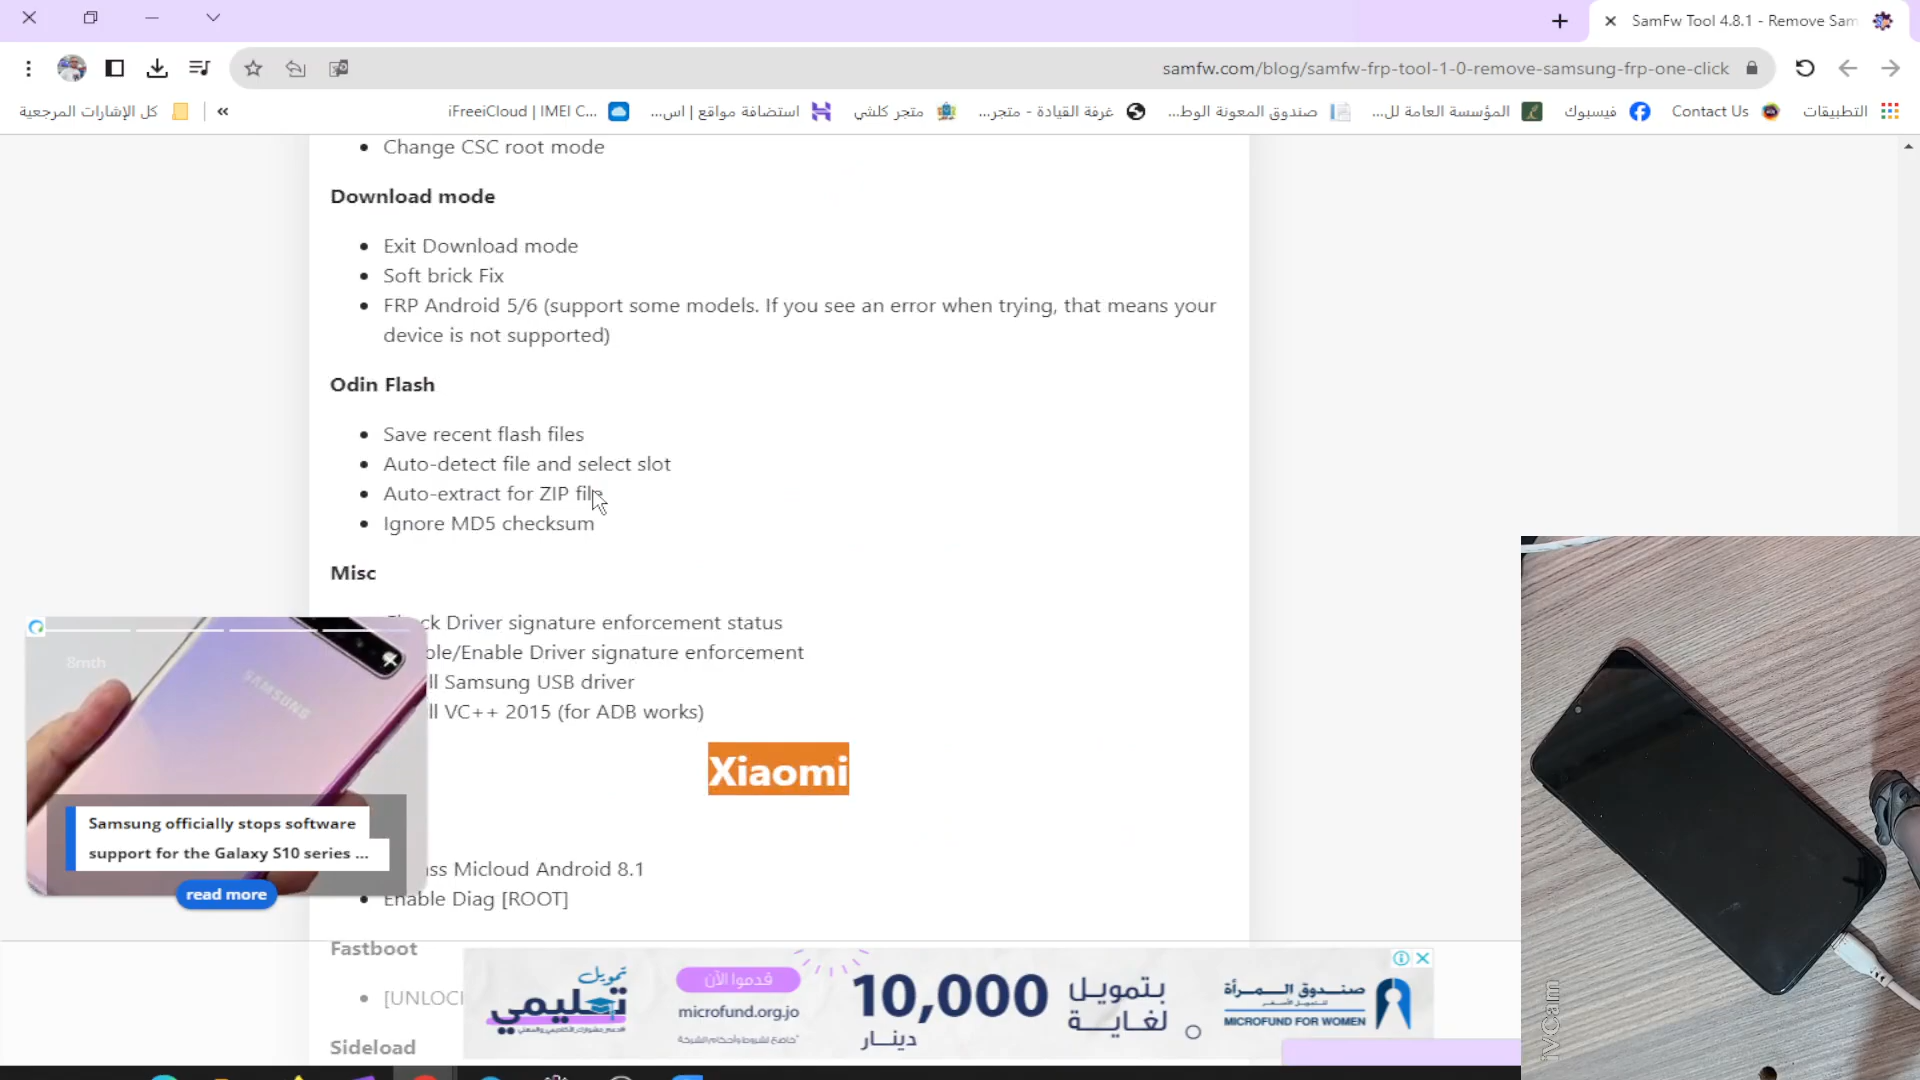 SamFw Tool 4.8.1 - Remove Sam
samfw.com/blog/samfw-frp-tool-1-0-remove-samsung-frp-one-click
التطبيقات
Contact Us
فيسبوك
المؤسسة العامة لل...
صندوق المعونة الوط...
غرفة القيادة - متجر...
متجر كلشي
استضافة مواقع | اس...
iFreeiCloud | IMEI C...
كل الإشارات المرجعية
Change CSC root mode
Download mode
Exit Download mode
Soft brick Fix
FRP Android 5/6 (support some models. If you see an error when trying, that means your
device is not supported)
Odin Flash
Save recent flash files
Auto-detect file and select slot
Auto-extract for ZIP file
Ignore MD5 checksum
Misc
ck Driver signature enforcement status
ble/Enable Driver signature enforcement
ll Samsung USB driver
ll VC++ 2015 (for ADB works)
8mth
SAMSUNG
Samsung officially stops software
support for the Galaxy S10 series ...
read more
Xiaomi
ass Micloud Android 8.1
Enable Diag [ROOT]
Fastboot
[UNLOC
Sideload
تمويل
تعليمي
قدموا الآن
microfund.org.jo
10,000
دينـــار
بتمويل
لغايـة
صنـدوق المـرأة
MICROFUND FOR WOMEN
iVCam